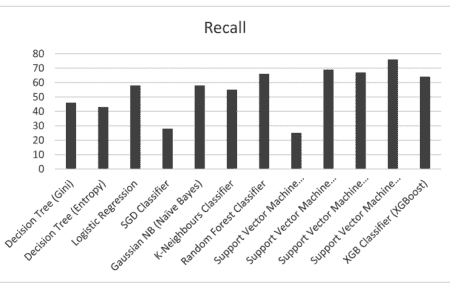 Recall
80
70
60
50
40
30
20
10
0
Decision Tree (Gini)
Decision Tree (Entropy)
Logistic Regression
SGD Classifier
Gaussian NB (Naive Bayes)
K-Neighbours Classifier
Random Forest Classifier
Support Vector Machine...
Support Vector Machine...
Support Vector Machine...
Support Vector Machine...
XGB Classifier (XGBoost)